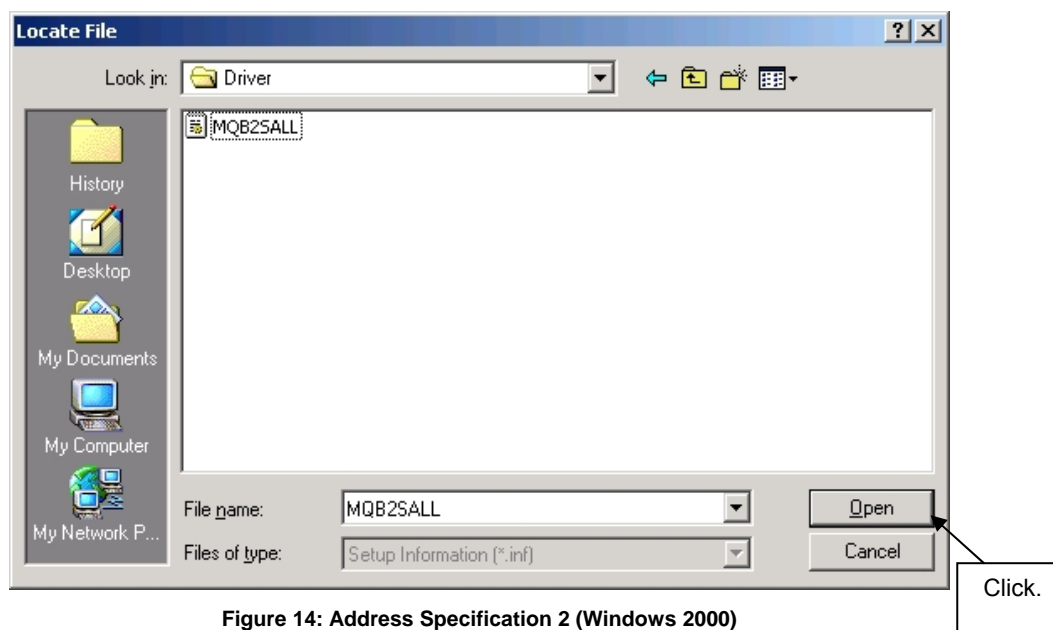 Locate File
Look in: Driver
MQB2SALL
History
Desktop
My Documents
My Computer
My Network P...
File name: MQB2SALL
Open
Files of type: Setup Information (*.inf)
Cancel
Click.
Figure 14: Address Specification 2 (Windows 2000)